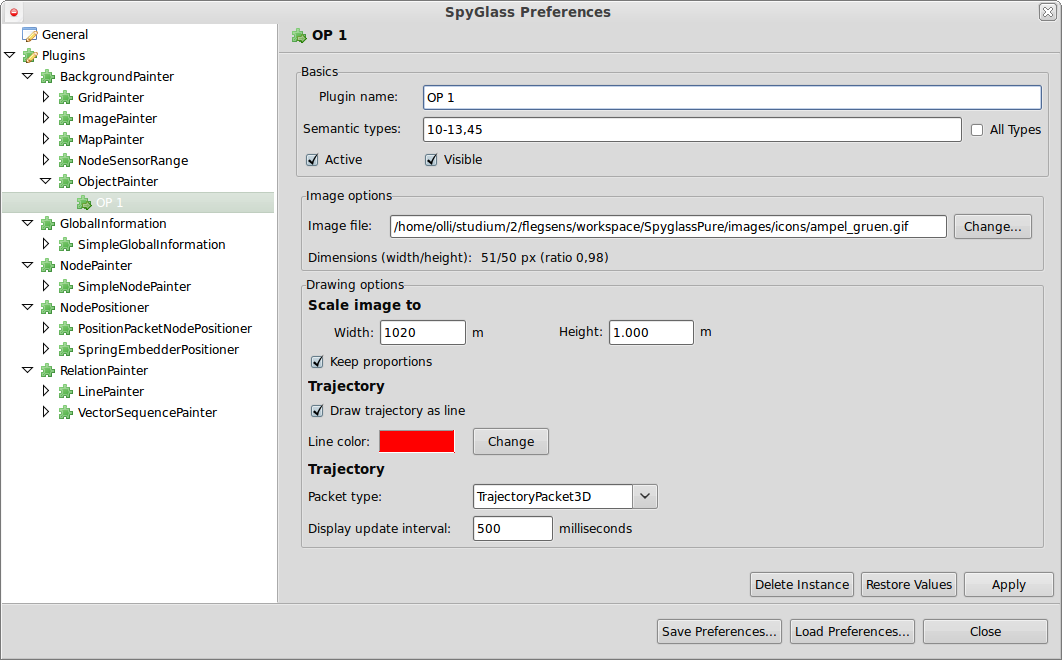 SpyGlass Preferences
General
Plugins
BackgroundPainter
GridPainter
ImagePainter
MapPainter
NodeSensorRange
ObjectPainter
OP 1
GlobalInformation
SimpleGlobalInformation
NodePainter
SimpleNodePainter
NodePositioner
PositionPacketNodePositioner
SpringEmbedderPositioner
RelationPainter
LinePainter
VectorSequencePainter
OP 1
Basics
Plugin name: OP 1
Semantic types: 10-13,45 All Types
Active Visible
Image options
Image file: /home/olli/studium/2/flegsens/workspace/SpyglassPure/images/icons/ampel_gruen.gif Change...
Dimensions (width/height): 51/50 px (ratio 0,98)
Drawing options
Scale image to
Width: 1020 m Height: 1.000 m
Keep proportions
Trajectory
Draw trajectory as line
Line color: Change
Trajectory
Packet type: TrajectoryPacket3D
Display update interval: 500 milliseconds
Delete Instance Restore Values Apply
Save Preferences... Load Preferences... Close